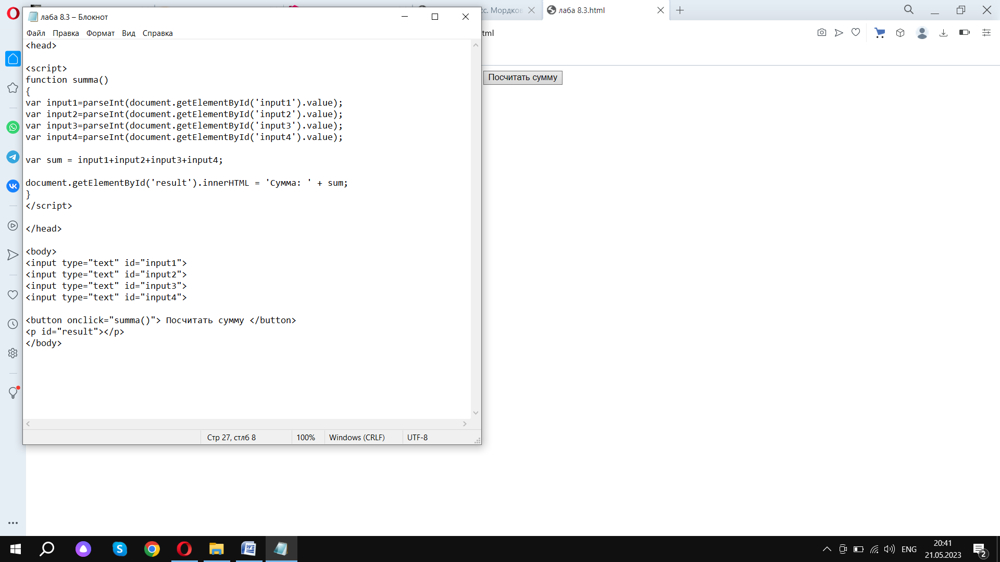 лаба 8.3 – Блокнот
сс. Мордков
лаба 8.3.html
Файл Правка Формат Вид Справка
tml
<head>
<script>
function summa()
{
var input1=parseInt(document.getElementById('input1').value);
var input2=parseInt(document.getElementById('input2').value);
var input3=parseInt(document.getElementById('input3').value);
var input4=parseInt(document.getElementById('input4').value);
var sum = input1+input2+input3+input4;
document.getElementById('result').innerHTML = 'Сумма: ' + sum;
}
</script>
</head>
<body>
<input type="text" id="input1">
<input type="text" id="input2">
<input type="text" id="input3">
<input type="text" id="input4">
<button onclick="summa()"> Посчитать сумму </button>
<p id="result"></p>
</body>
Посчитать сумму
Стр 27, стлб 8
100%
Windows (CRLF)
UTF-8
ENG
20:41
21.05.2023
2